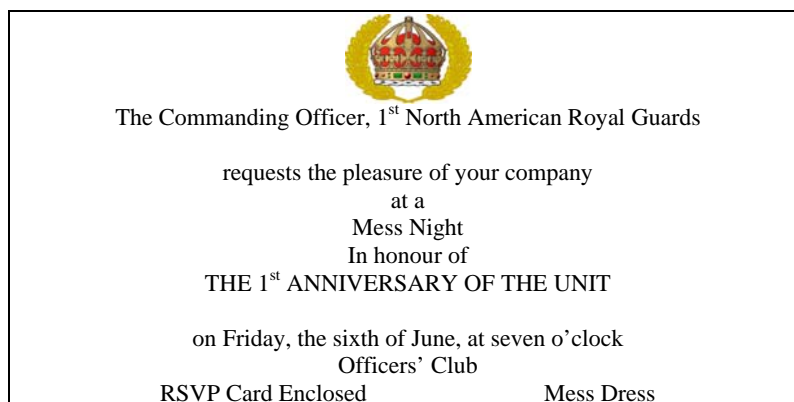 The Commanding Officer, 1st North American Royal Guards
requests the pleasure of your company
at a
Mess Night
In honour of
THE 1st ANNIVERSARY OF THE UNIT
on Friday, the sixth of June, at seven o’clock
Officers’ Club
RSVP Card Enclosed Mess Dress